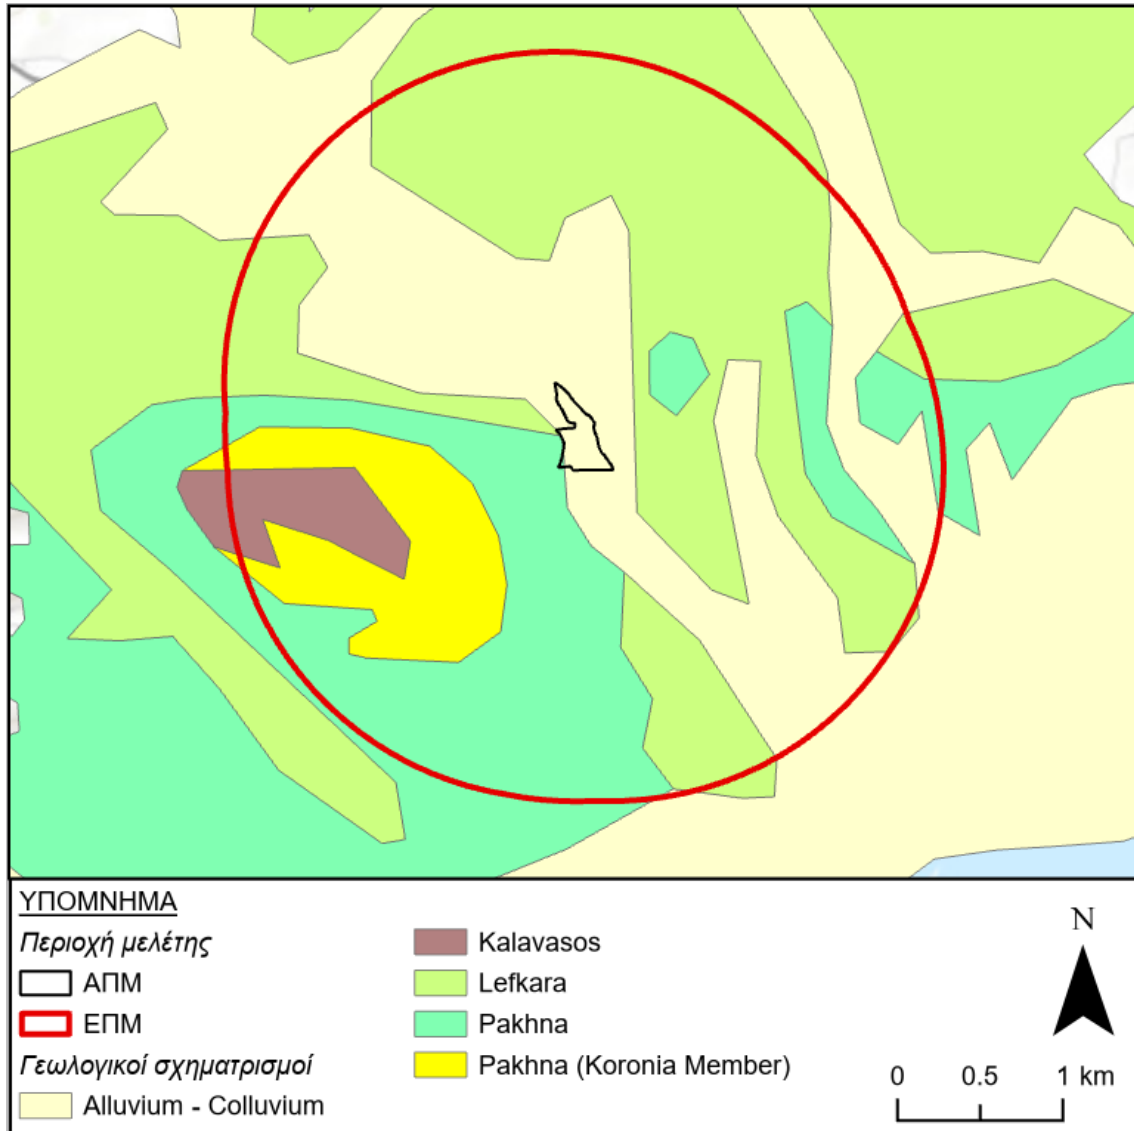 ΥΠΟΜΝΗΜΑ
Περιοχή μελέτης
ΑΠΜ
ΕΠΜ
Γεωλογικοί σχηματρισμοί
Alluvium - Colluvium
Kalavasos
Lefkara
Pakhna
Pakhna (Koronia Member)
N
0 0.5 1 km